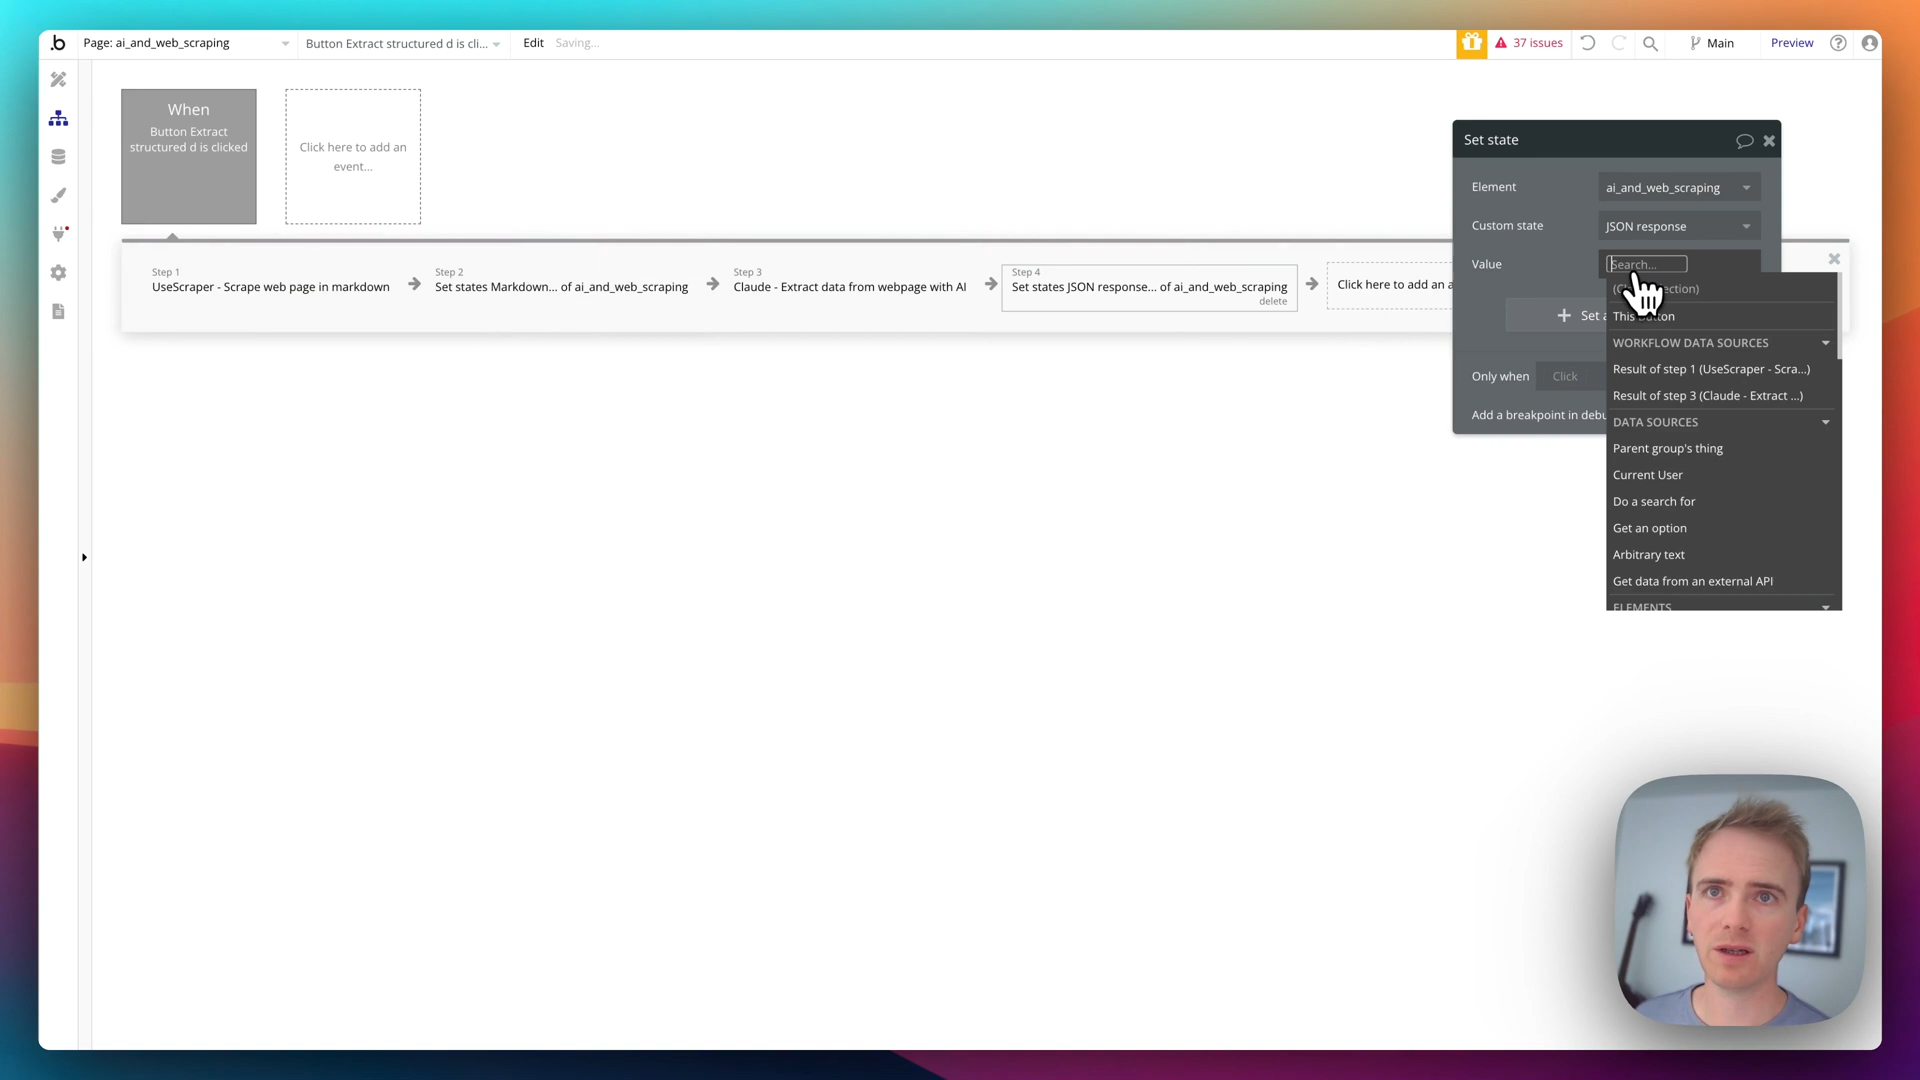 .b
Page: ai_and_web_scraping
Button Extract structured d is cli...
Edit
Saving...
37 issues
Main
Preview
When
Button Extract
structured d is clicked
Click here to add an
event...
Step 1
UseScraper - Scrape web page in markdown
Step 2
Set states Markdown... of ai_and_web_scraping
Step 3
Claude - Extract data from webpage with AI
Step 4
Set states JSON response... of ai_and_web_scraping
delete
Click here to add an a
Set state
Element
ai_and_web_scraping
Custom state
JSON response
Value
Search...
This button
Set a
WORKFLOW DATA SOURCES
Result of step 1 (UseScraper - Scra...)
Only when
Click
Result of step 3 (Claude - Extract ...)
Add a breakpoint in debu
DATA SOURCES
Parent group's thing
Current User
Do a search for
Get an option
Arbitrary text
Get data from an external API
ELEMENTS